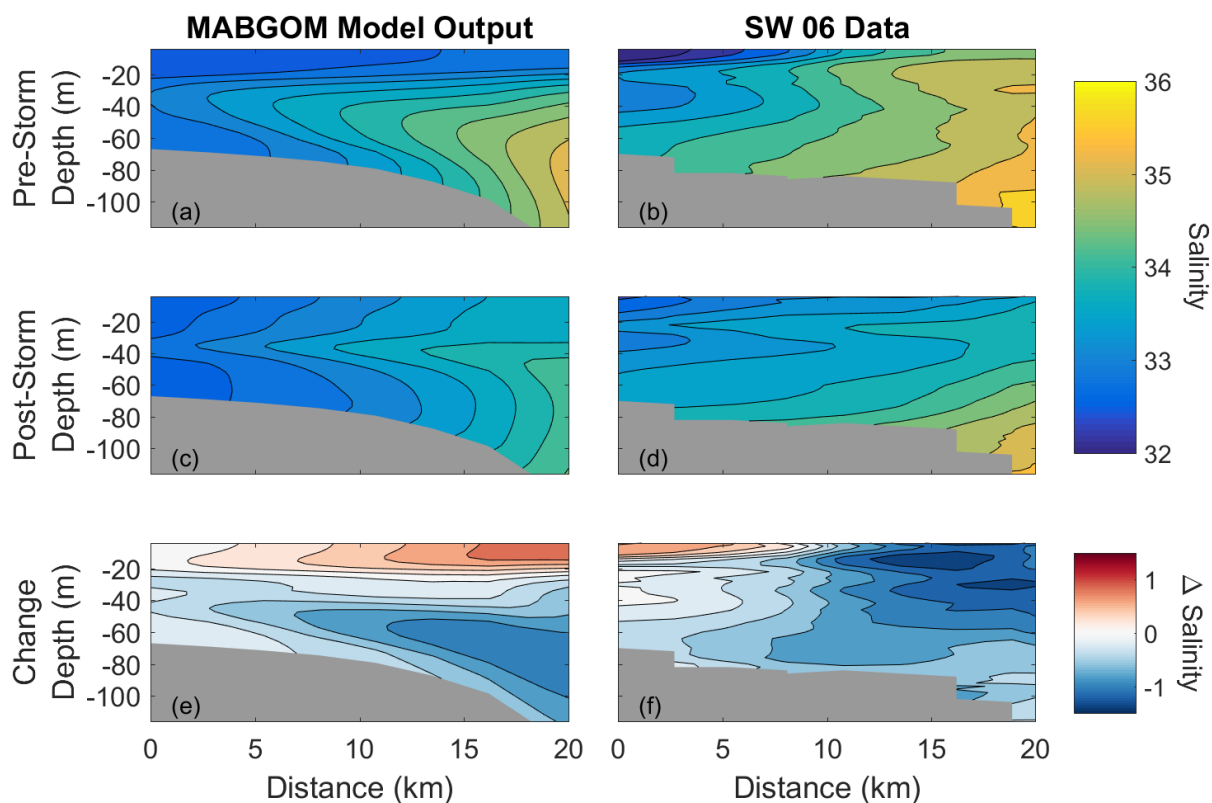 MABGOM Model Output
SW 06 Data
Pre-Storm
Depth (m)
-20
-40
-60
-80
-100
(a)
(b)
36
35
34
33
32
Salinity
Post-Storm
Depth (m)
-20
-40
-60
-80
-100
(c)
(d)
Change
Depth (m)
-20
-40
-60
-80
-100
(e)
(f)
1
0
-1
Δ Salinity
0 5 10 15 20
0 5 10 15 20
Distance (km)
Distance (km)